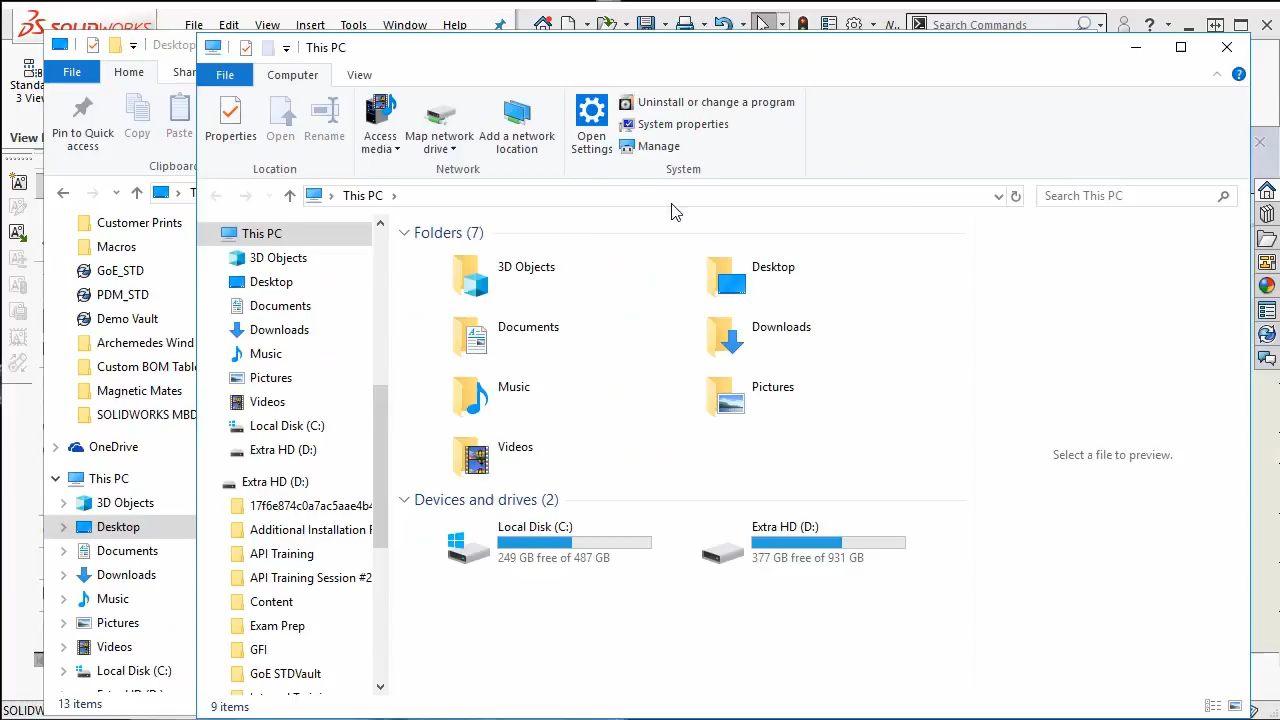 SOLIDWORKS
File
Edit
View
Insert
Tools
Window
Help
Search Commands
Standa
3 View
View
Desktop
File
Home
Shar
Pin to Quick
access
Copy
Paste
Clipboard
Customer Prints
Macros
GoE_STD
PDM_STD
Demo Vault
Archemedes Wind
Custom BOM Table
Magnetic Mates
SOLIDWORKS MBD
OneDrive
This PC
3D Objects
Desktop
Documents
Downloads
Music
Pictures
Videos
Local Disk (C:)
13 items
SOLIDW
This PC
File
Computer
View
Properties
Open
Rename
Location
Access
media
Map network
drive
Add a network
location
Network
Open
Settings
Uninstall or change a program
System properties
Manage
System
This PC
Search This PC
This PC
3D Objects
Desktop
Documents
Downloads
Music
Pictures
Videos
Local Disk (C:)
Extra HD (D:)
Extra HD (D:)
17f6e874c0a7ac5aae4b4
Additional Installation F
API Training
API Training Session #2
Content
Exam Prep
GFI
GoE STDVault
Folders (7)
3D Objects
Desktop
Documents
Downloads
Music
Pictures
Videos
Devices and drives (2)
Local Disk (C:)
249 GB free of 487 GB
Extra HD (D:)
377 GB free of 931 GB
Select a file to preview.
9 items